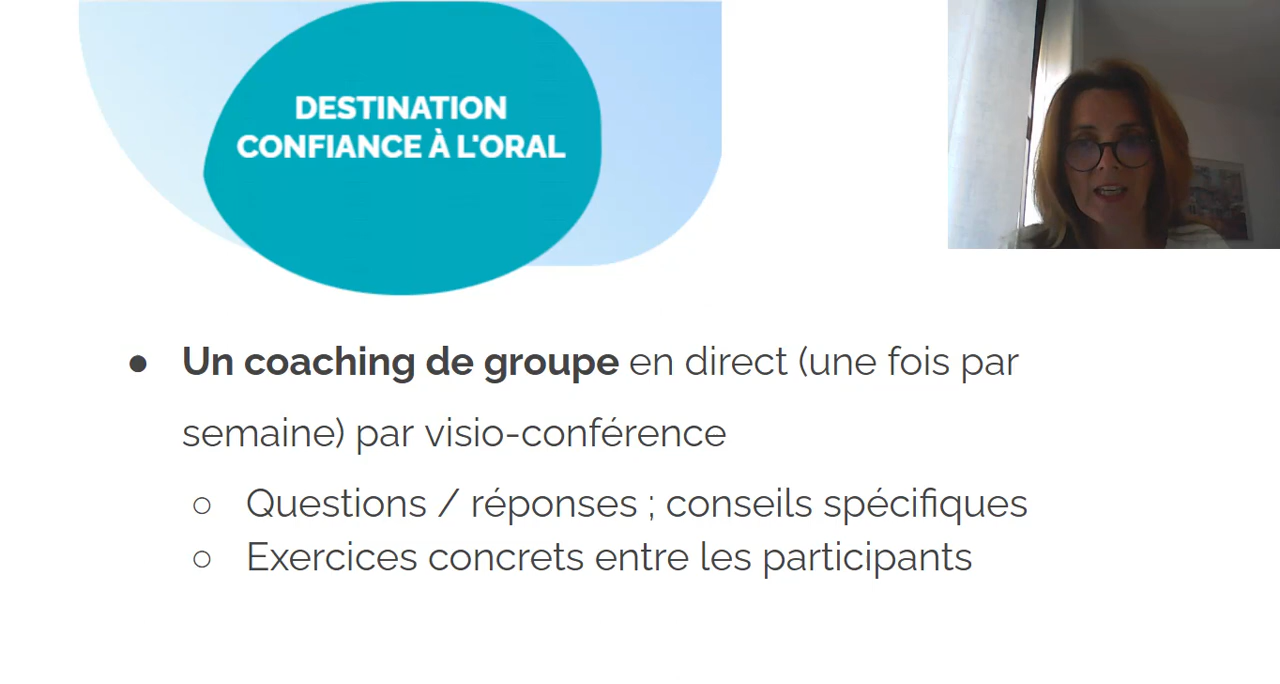 DESTINATION
CONFIANCE À L'ORAL
● Un coaching de groupe en direct (une fois par
semaine) par visio-conférence
○ Questions / réponses ; conseils spécifiques
○ Exercices concrets entre les participants